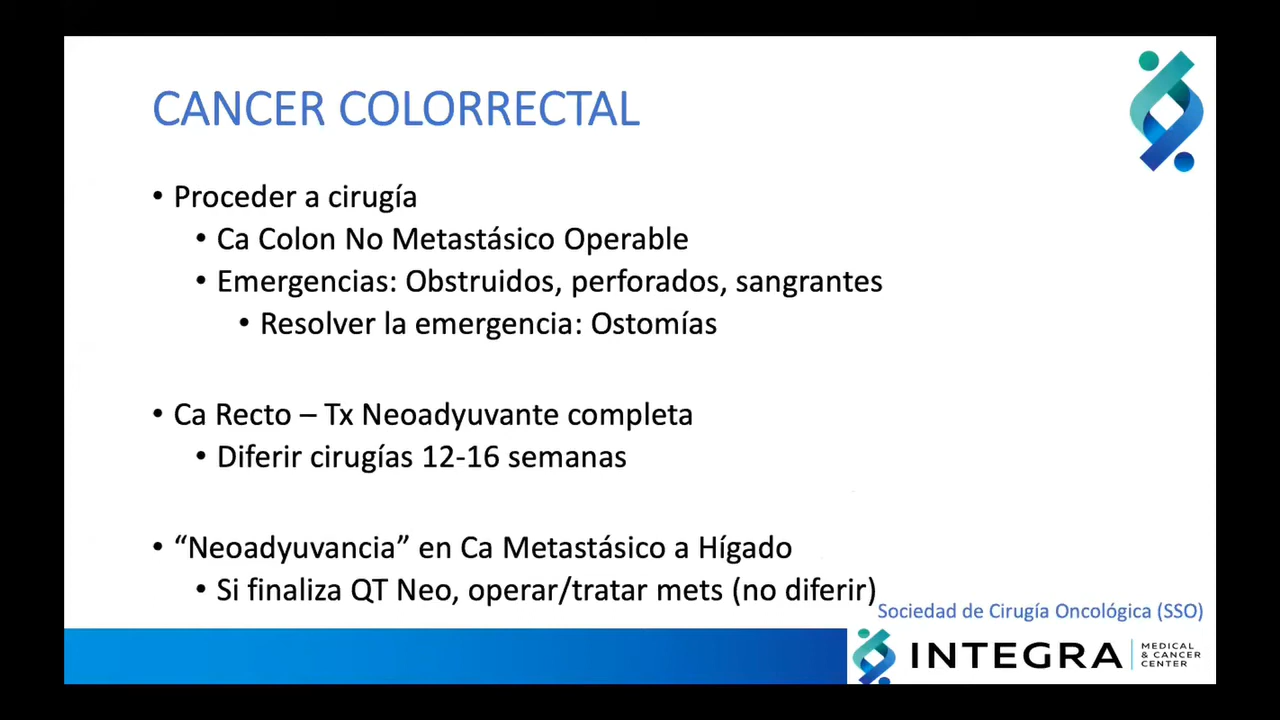 CANCER COLORRECTAL
• Proceder a cirugía
• Ca Colon No Metastásico Operable
• Emergencias: Obstruidos, perforados, sangrantes
• Resolver la emergencia: Ostomías
• Ca Recto – Tx Neoadyuvante completa
• Diferir cirugías 12-16 semanas
• “Neoadyuvancia” en Ca Metastásico a Hígado
• Si finaliza QT Neo, operar/tratar mets (no diferir)
Sociedad de Cirugía Oncológica (SSO)
INTEGRA
MEDICAL
& CANCER
CENTER